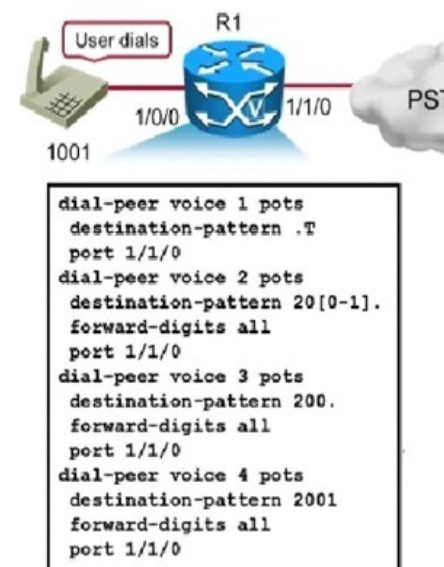 R1
User dials
1/0/0
V
1/1/0
PST
1001
dial-peer voice 1 pots
destination-pattern .T
port 1/1/0
dial-peer voice 2 pots
destination-pattern 20[0-1].
forward-digits all
port 1/1/0
dial-peer voice 3 pots
destination-pattern 200.
forward-digits all
port 1/1/0
dial-peer voice 4 pots
destination-pattern 2001
forward-digits all
port 1/1/0